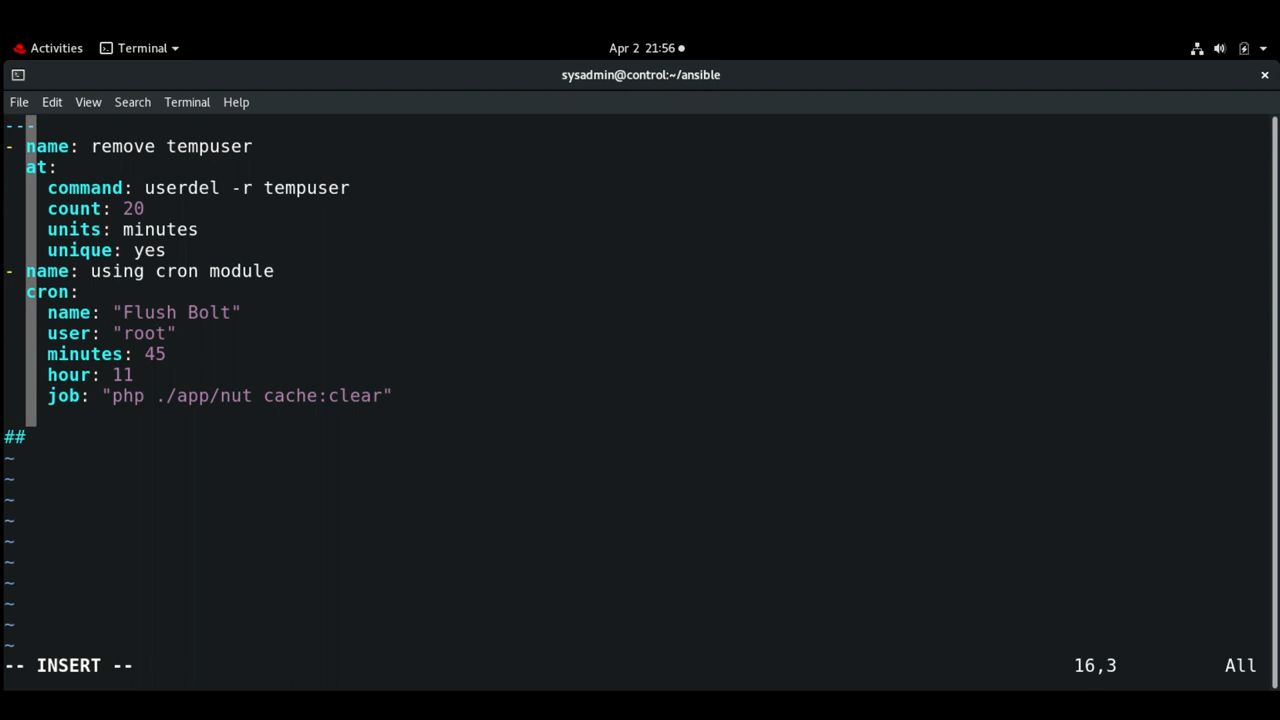 Activities Terminal Apr 2 21:56
sysadmin@control:~/ansible
File Edit View Search Terminal Help
---
- name: remove tempuser
  at:
    command: userdel -r tempuser
    count: 20
    units: minutes
    unique: yes
- name: using cron module
  cron:
    name: "Flush Bolt"
    user: "root"
    minutes: 45
    hour: 11
    job: "php ./app/nut cache:clear"
##
~
~
~
~
~
~
~
~
~
~
-- INSERT -- 16,3 All